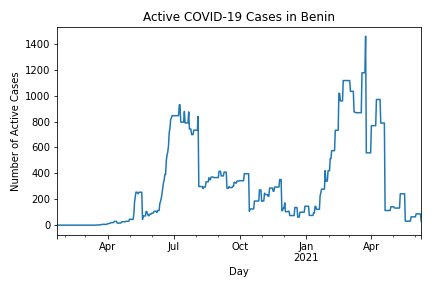 Active COVID-19 Cases in Benin
Number of Active Cases
1400
1200
1000
800
600
400
200
0
Apr
Jul
Oct
Jan
2021
Apr
Day